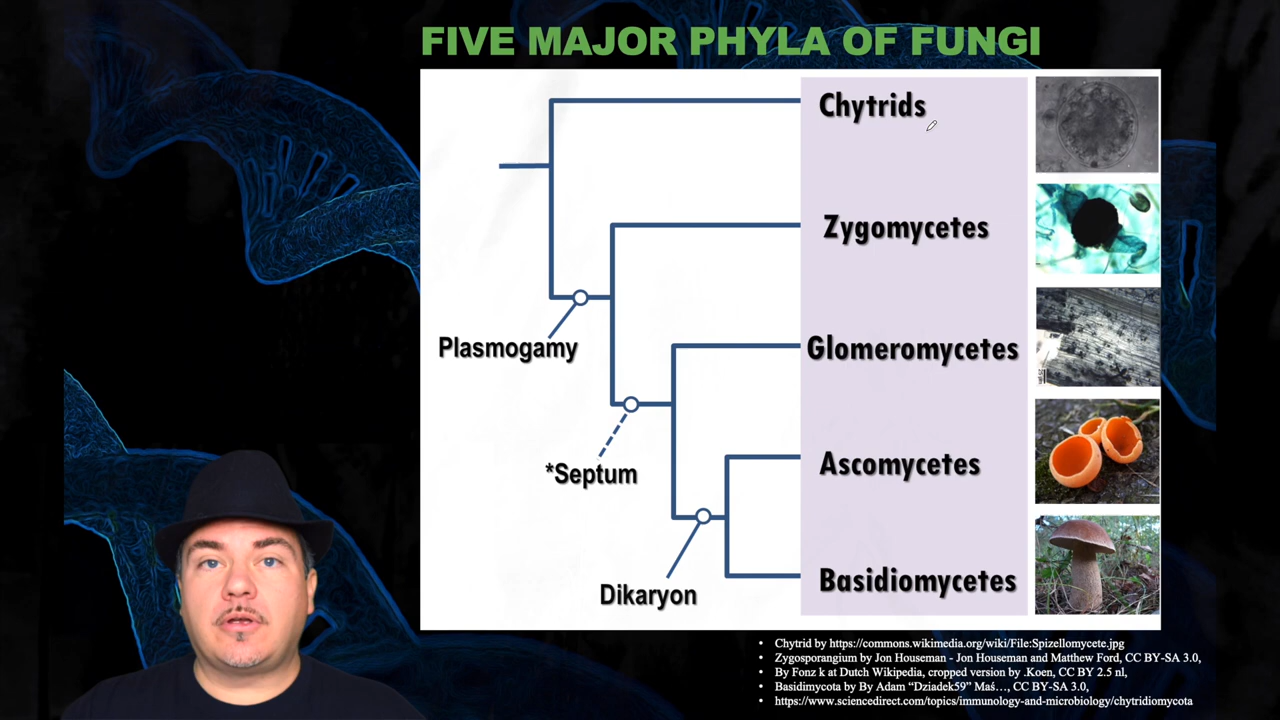 FIVE MAJOR PHYLA OF FUNGI
Chytrids
Zygomycetes
Plasmogamy
Glomeromycetes
*Septum
Ascomycetes
Dikaryon
Basidiomycetes
• Chytrid by https://commons.wikimedia.org/wiki/File:Spizellomycete.jpg
• Zygosporangium by Jon Houseman - Jon Houseman and Matthew Ford, CC BY-SA 3.0,
• By Fonz k at Dutch Wikipedia, cropped version by .Koen, CC BY 2.5 nl,
• Basidimycota by By Adam “Dziadek59” Maś…, CC BY-SA 3.0,
• https://www.sciencedirect.com/topics/immunology-and-microbiology/chytridiomycota